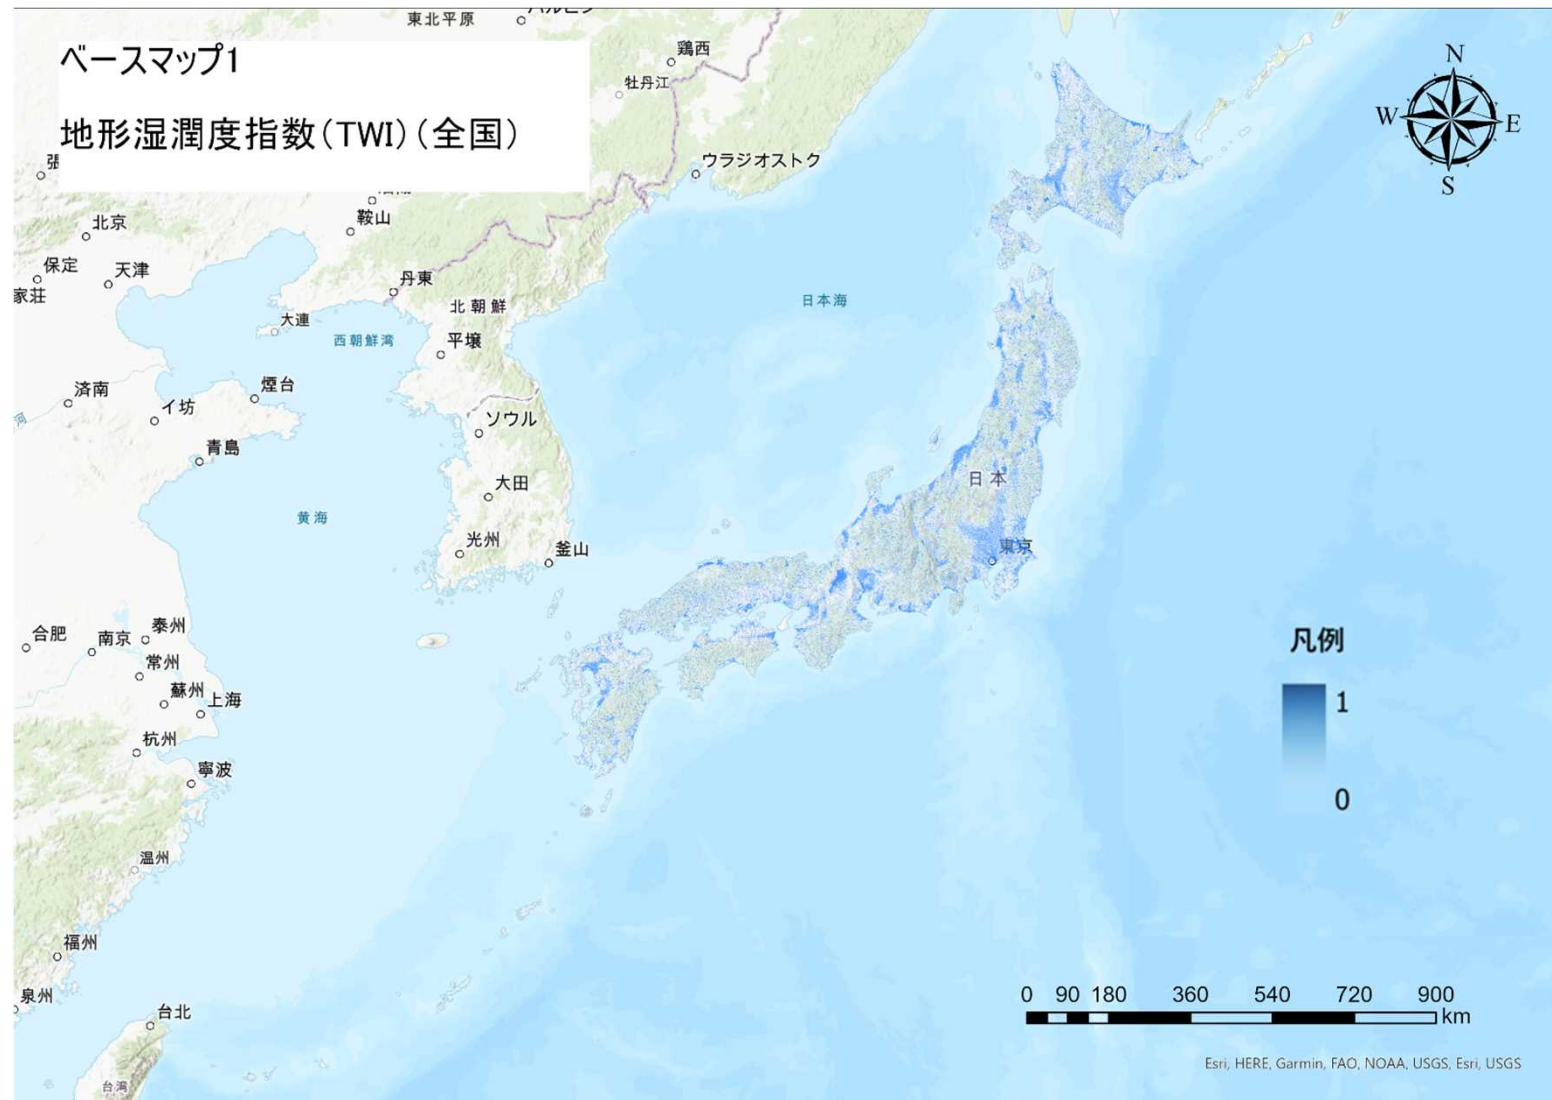 ベースマップ1
地形湿潤度指数(TWI)(全国)
東北平原
鶏西
牡丹江
ウラジオストク
鞍山
北京
保定
天津
家荘
丹東
北朝鮮
大連
西朝鮮湾
平壌
日本海
済南
煙台
イ坊
河
青島
ソウル
大田
日本
黄海
光州
釜山
東京
合肥
南京
泰州
常州
蘇州
上海
杭州
寧波
温州
福州
泉州
台北
台湾
N
W
E
S
凡例
1
0
0 90 180 360 540 720 900
km
Esri, HERE, Garmin, FAO, NOAA, USGS, Esri, USGS